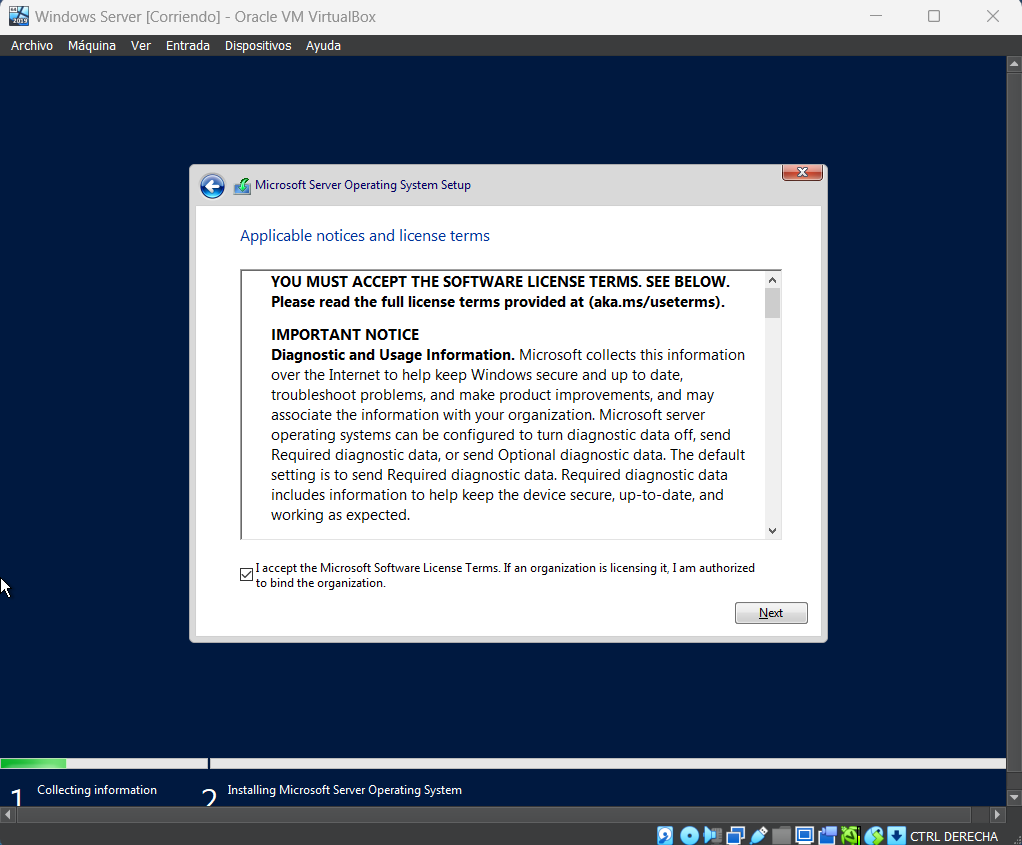 Windows Server [Corriendo] - Oracle VM VirtualBox
Archivo Máquina Ver Entrada Dispositivos Ayuda
Microsoft Server Operating System Setup
Applicable notices and license terms
YOU MUST ACCEPT THE SOFTWARE LICENSE TERMS. SEE BELOW.
Please read the full license terms provided at (aka.ms/useterms).
IMPORTANT NOTICE
Diagnostic and Usage Information. Microsoft collects this information
over the Internet to help keep Windows secure and up to date,
troubleshoot problems, and make product improvements, and may
associate the information with your organization. Microsoft server
operating systems can be configured to turn diagnostic data off, send
Required diagnostic data, or send Optional diagnostic data. The default
setting is to send Required diagnostic data. Required diagnostic data
includes information to help keep the device secure, up-to-date, and
working as expected.
I accept the Microsoft Software License Terms. If an organization is licensing it, I am authorized
to bind the organization.
Next
1 Collecting information 2 Installing Microsoft Server Operating System
CTRL DERECHA